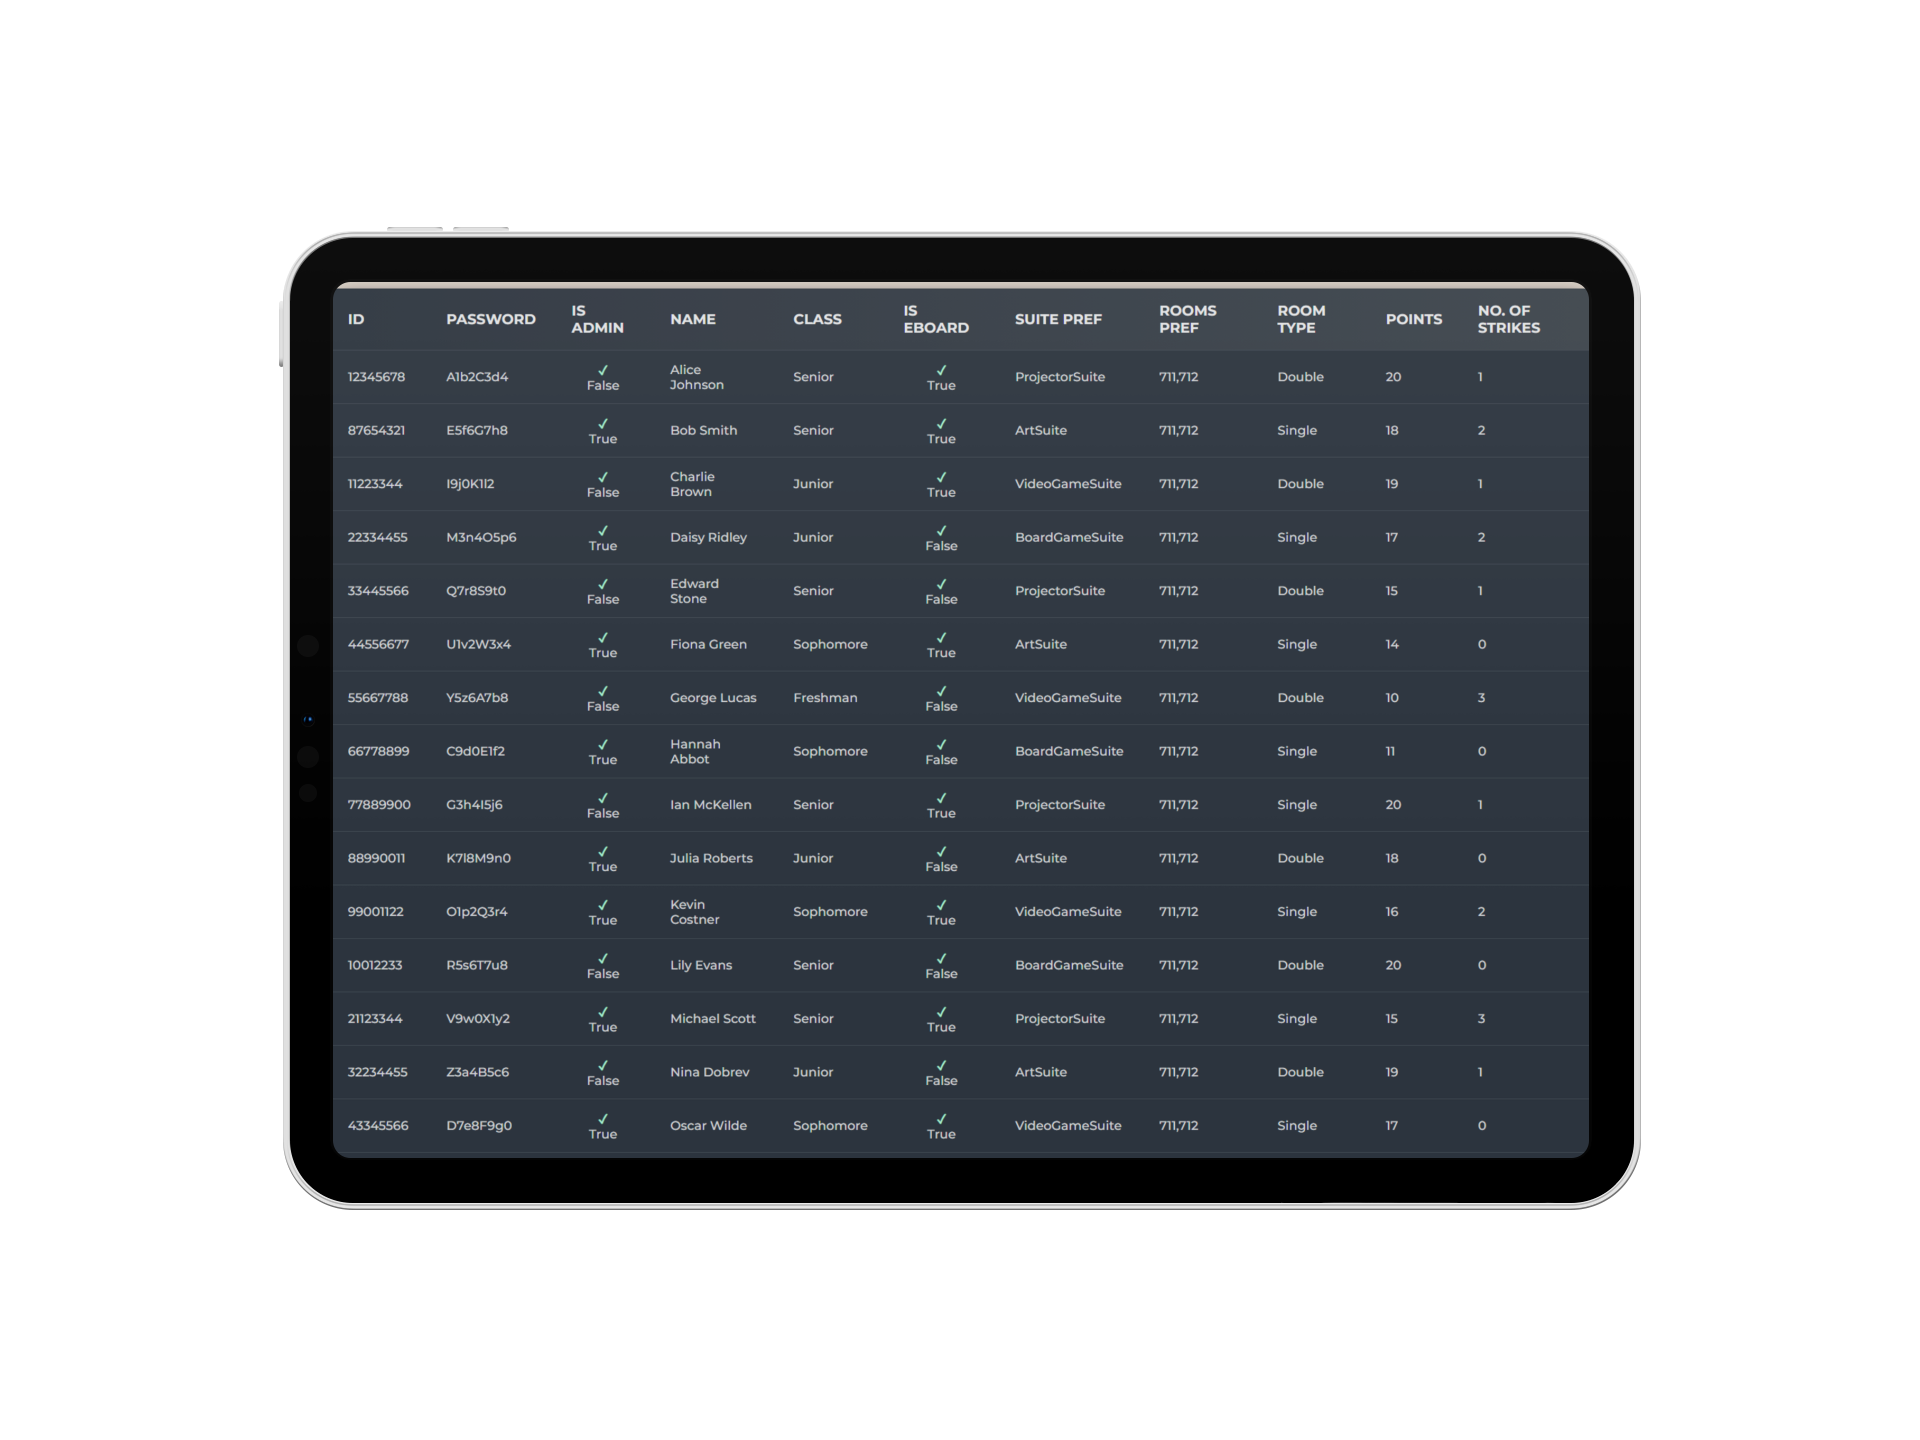 ID PASSWORD IS ADMIN NAME CLASS IS EBOARD SUITE PREF ROOMS PREF ROOM TYPE POINTS NO. OF STRIKES
12345678 A1b2C3d4 ✓ False Alice Johnson Senior ✓ True ProjectorSuite 711,712 Double 20 1
87654321 E5f6G7h8 ✓ True Bob Smith Senior ✓ True ArtSuite 711,712 Single 18 2
11223344 I9j0K1l2 ✓ False Charlie Brown Junior ✓ True VideoGameSuite 711,712 Double 19 1
22334455 M3n4O5p6 ✓ True Daisy Ridley Junior ✓ False BoardGameSuite 711,712 Single 17 2
33445566 Q7r8S9t0 ✓ False Edward Stone Senior ✓ False ProjectorSuite 711,712 Double 15 1
44556677 U1v2W3x4 ✓ True Fiona Green Sophomore ✓ True ArtSuite 711,712 Single 14 0
55667788 Y5z6A7b8 ✓ False George Lucas Freshman ✓ False VideoGameSuite 711,712 Double 10 3
66778899 C9d0E1f2 ✓ True Hannah Abbot Sophomore ✓ False BoardGameSuite 711,712 Single 11 0
77889900 G3h4I5j6 ✓ False Ian McKellen Senior ✓ True ProjectorSuite 711,712 Single 20 1
88990011 K7l8M9n0 ✓ True Julia Roberts Junior ✓ False ArtSuite 711,712 Double 18 0
99001122 O1p2Q3r4 ✓ True Kevin Costner Sophomore ✓ True VideoGameSuite 711,712 Single 16 2
10012233 R5s6T7u8 ✓ False Lily Evans Senior ✓ False BoardGameSuite 711,712 Double 20 0
21123344 V9w0X1y2 ✓ True Michael Scott Senior ✓ True ProjectorSuite 711,712 Single 15 3
32234455 Z3a4B5c6 ✓ False Nina Dobrev Junior ✓ False ArtSuite 711,712 Double 19 1
43345566 D7e8F9g0 ✓ True Oscar Wilde Sophomore ✓ True VideoGameSuite 711,712 Single 17 0